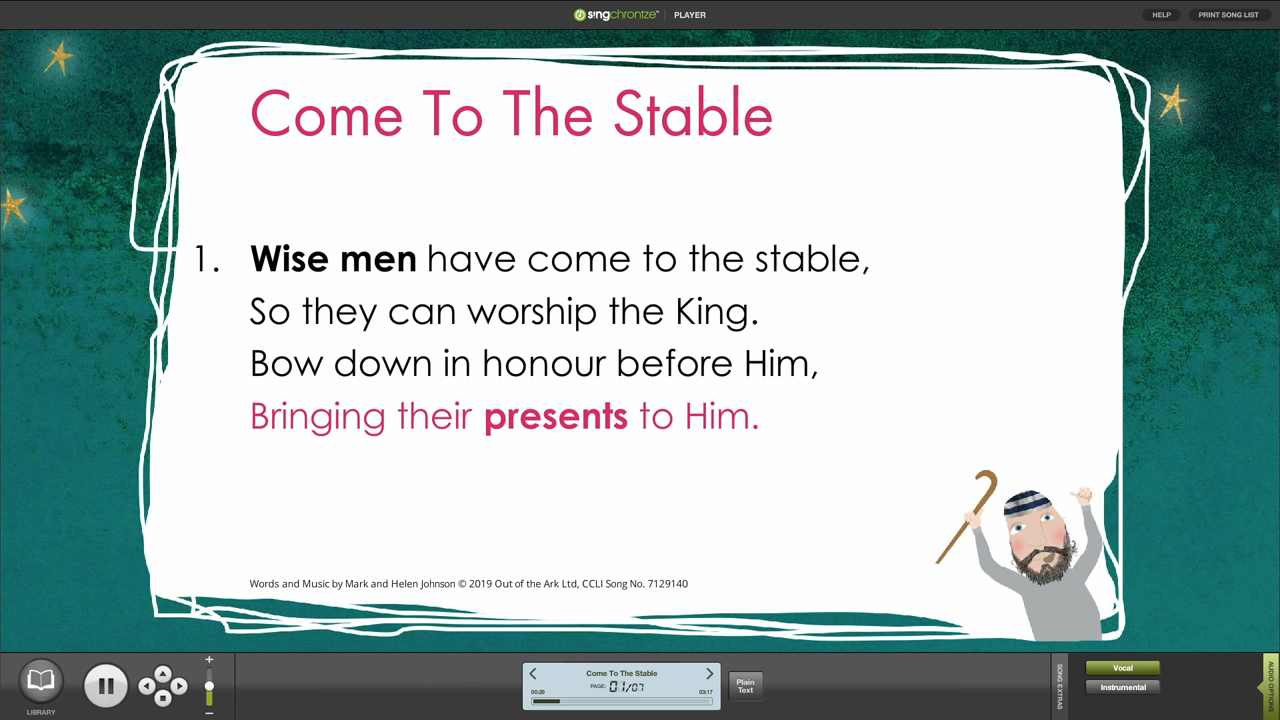 singchronize™ PLAYER
HELP
PRINT SONG LIST
Come To The Stable
1. Wise men have come to the stable,
So they can worship the King.
Bow down in honour before Him,
Bringing their presents to Him.
Words and Music by Mark and Helen Johnson © 2019 Out of the Ark Ltd, CCLI Song No. 7129140
LIBRARY
+
−
Come To The Stable
PAGE: 01/07
00:29
03:17
Plain
Text
SONG EXTRAS
Vocal
Instrumental
AUDIO OPTIONS